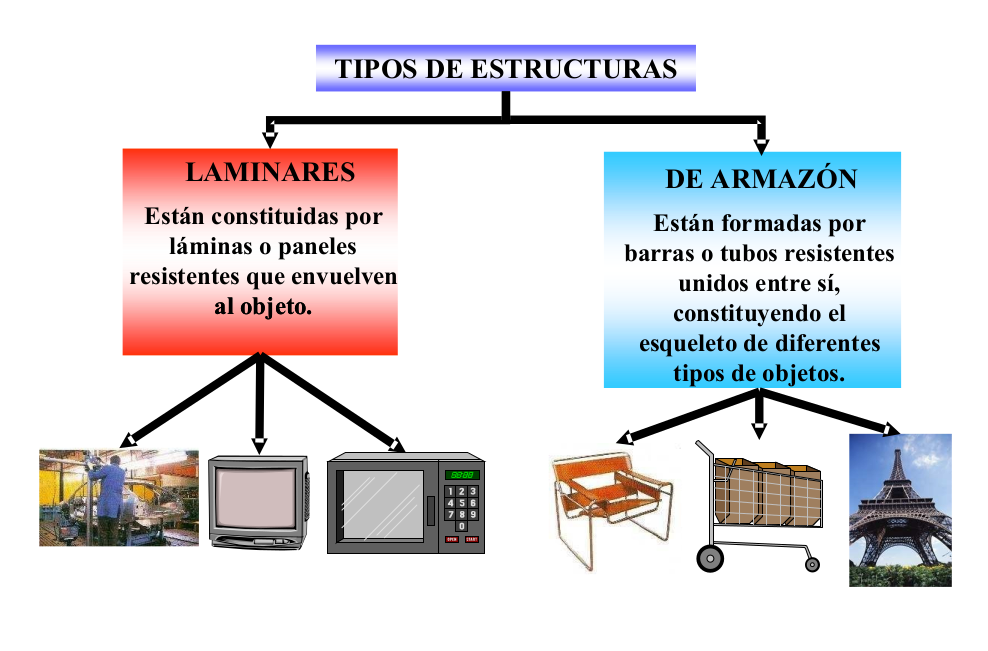 TIPOS DE ESTRUCTURAS
LAMINARES
Están constituidas por
láminas o paneles
resistentes que envuelven
al objeto.
DE ARMAZÓN
Están formadas por
barras o tubos resistentes
unidos entre sí,
constituyendo el
esqueleto de diferentes
tipos de objetos.
00:00
1 2 3
4 5 6
7 8 9
0
OPEN START